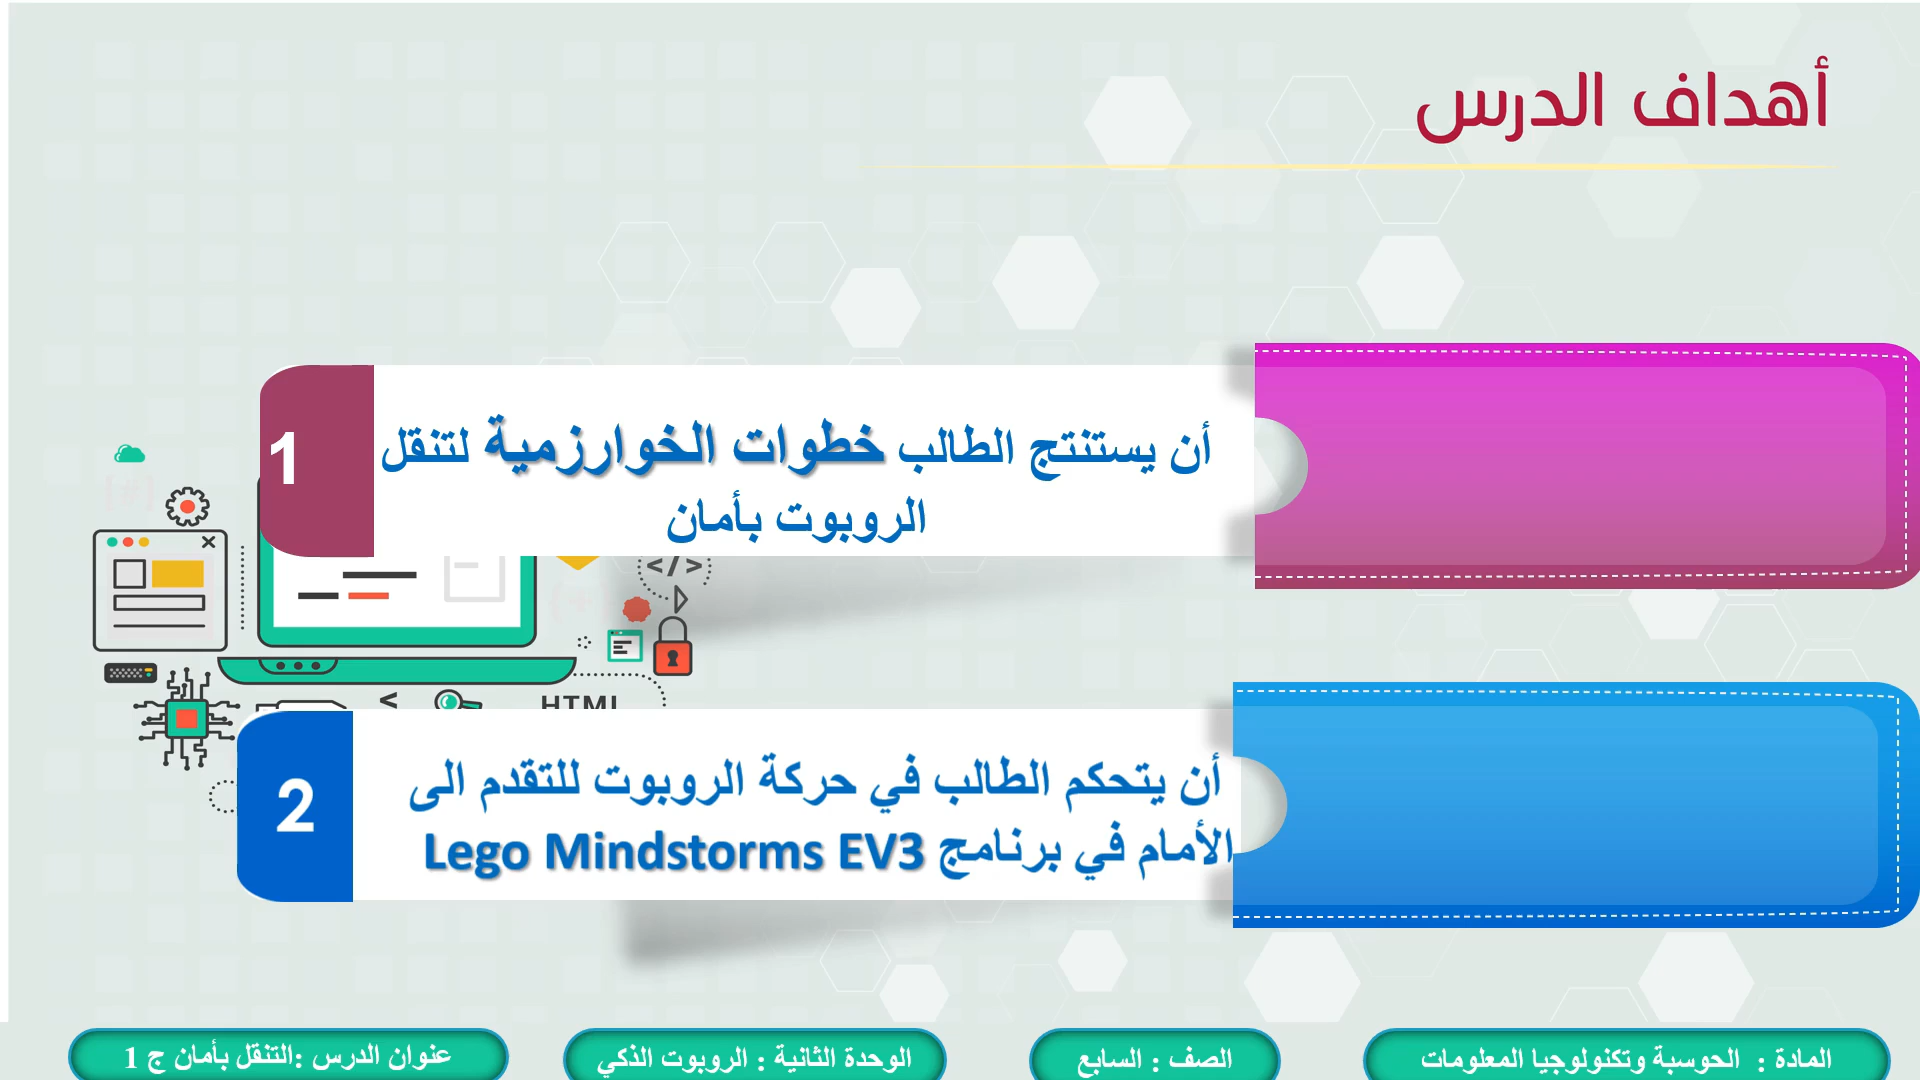 أهداف الدرس
1
أن يستنتج الطالب خطوات الخوارزمية لتنقل
الروبوت بأمان
</>
HTML
<
2
أن يتحكم الطالب في حركة الروبوت للتقدم الى
الأمام في برنامج Lego Mindstorms EV3
المادة : الحوسبة وتكنولوجيا المعلومات
الصف : السابع
الوحدة الثانية : الروبوت الذكي
عنوان الدرس :التنقل بأمان ج 1